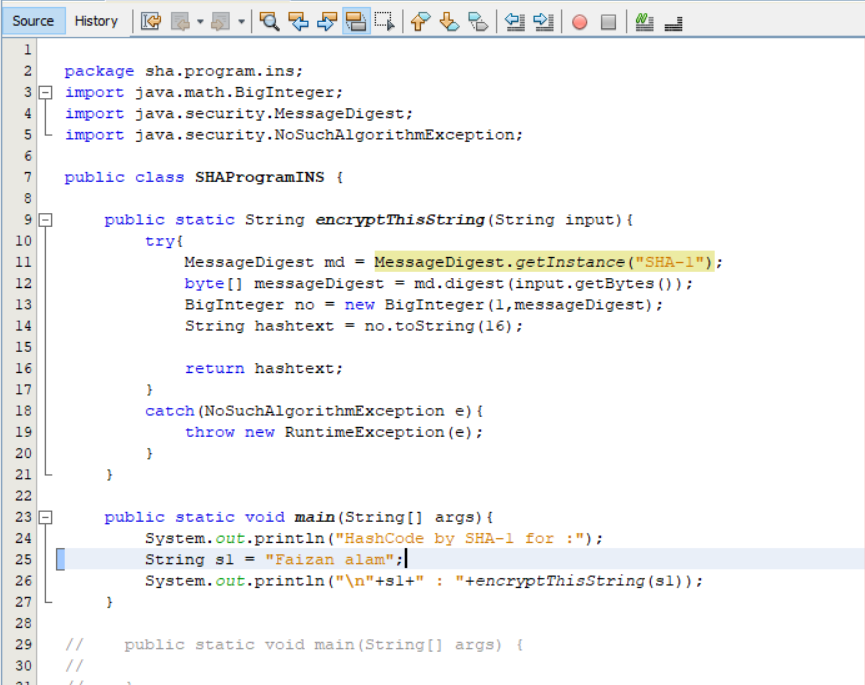 Source History
1
2 package sha.program.ins;
3 import java.math.BigInteger;
4 import java.security.MessageDigest;
5 import java.security.NoSuchAlgorithmException;
6
7 public class SHAProgramINS {
8
9 public static String encryptThisString(String input){
10 try{
11 MessageDigest md = MessageDigest.getInstance("SHA-1");
12 byte[] messageDigest = md.digest(input.getBytes());
13 BigInteger no = new BigInteger(1,messageDigest);
14 String hashtext = no.toString(16);
15
16 return hashtext;
17 }
18 catch(NoSuchAlgorithmException e){
19 throw new RuntimeException(e);
20 }
21 }
22
23 public static void main(String[] args){
24 System.out.println("HashCode by SHA-1 for :");
25 String s1 = "Faizan alam";
26 System.out.println("\n"+s1+" : "+encryptThisString(s1));
27 }
28
29 // public static void main(String[] args) {
30 //